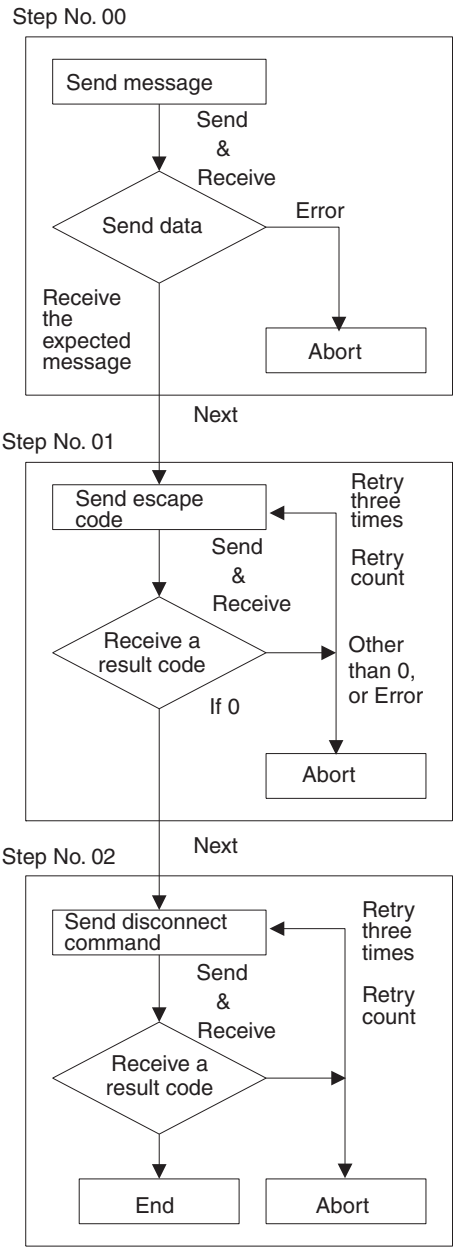 Step No. 00
Send message
Send
&
Receive
Send data
Error
Receive
the
expected
message
Abort
Next
Step No. 01
Send escape
code
Retry
three
times
Send
&
Receive
Retry
count
Receive a
result code
Other
than 0,
or Error
If 0
Abort
Next
Step No. 02
Send disconnect
command
Retry
three
times
Send
&
Receive
Retry
count
Receive a
result code
End
Abort